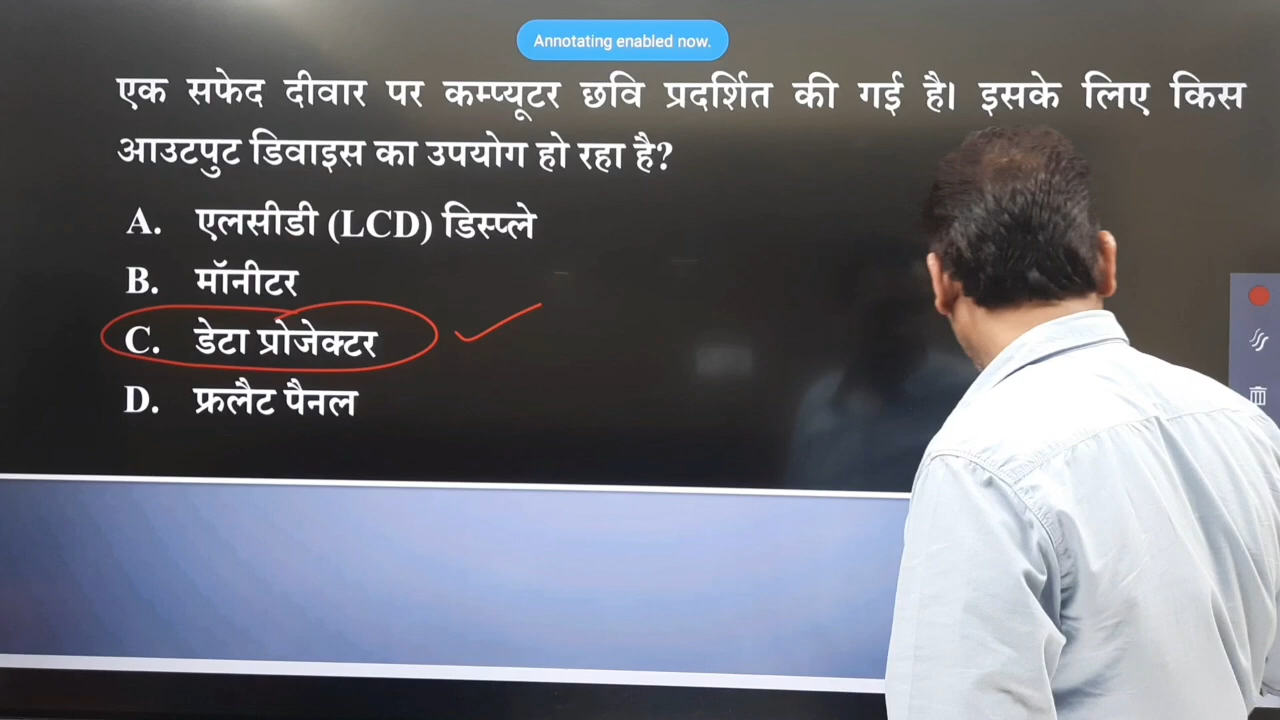 Annotating enabled now.
एक सफेद दीवार पर कम्प्यूटर छवि प्रदर्शित की गई है। इसके लिए किस
आउटपुट डिवाइस का उपयोग हो रहा है?
A. एलसीडी (LCD) डिस्प्ले
B. मॉनीटर
C. डेटा प्रोजेक्टर
D. फ्रलैट पैनल